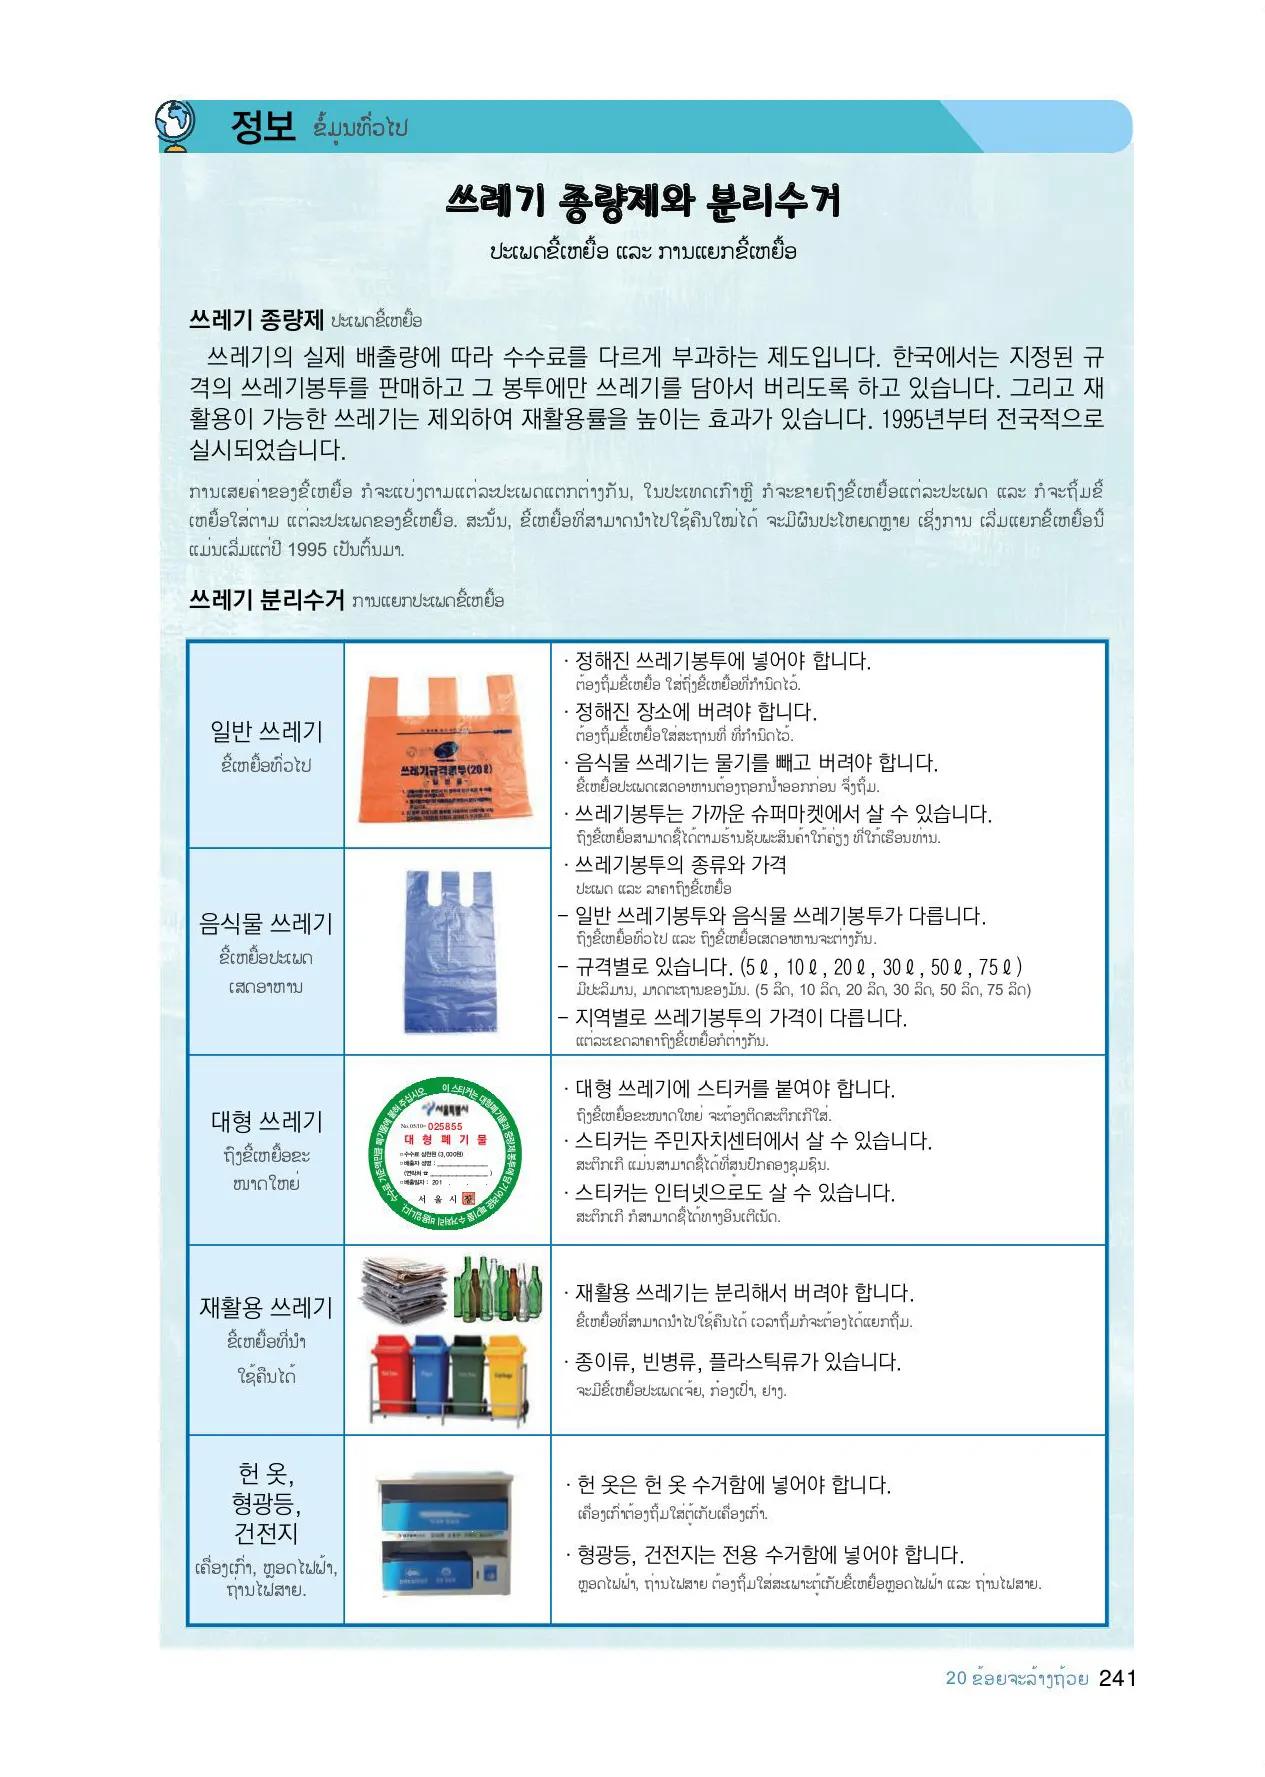 정보 ຂໍ້ມູນທົ່ວໄປ
쓰레기 종량제와 분리수거
ປະເພດຂີ້ເຫຍື້ອ ແລະ ການແຍກຂີ້ເຫຍື້ອ
쓰레기 종량제 ປະເພດຂີ້ເຫຍື້ອ
쓰레기의 실제 배출량에 따라 수수료를 다르게 부과하는 제도입니다. 한국에서는 지정된 규
격의 쓰레기봉투를 판매하고 그 봉투에만 쓰레기를 담아서 버리도록 하고 있습니다. 그리고 재
활용이 가능한 쓰레기는 제외하여 재활용률을 높이는 효과가 있습니다. 1995년부터 전국적으로
실시되었습니다.
ການເສຍຄ່າຂອງຂີ້ເຫຍື້ອ ກໍຈະແບ່ງຕາມແຕ່ລະປະເພດແຕກຕ່າງກັນ, ໃນປະເທດເກົາຫຼີ ກໍຈະຂາຍຖົງຂີ້ເຫຍື້ອແຕ່ລະປະເພດ ແລະ ກໍຈະຖິ້ມຂີ້
ເຫຍື້ອໃສ່ຕາມ ແຕ່ລະປະເພດຂອງຂີ້ເຫຍື້ອ. ສະນັ້ນ, ຂີ້ເຫຍື້ອທີ່ສາມາດນຳໄປໃຊ້ຄືນໃໝ່ໄດ້ ຈະມີຜົນປະໂຫຍດຫຼາຍ ເຊິ່ງການ ເລີ່ມແຍກຂີ້ເຫຍື້ອນີ້
ແມ່ນເລີ່ມແຕ່ປີ 1995 ເປັນຕົ້ນມາ.
쓰레기 분리수거 ການແຍກປະເພດຂີ້ເຫຍື້ອ
일반 쓰레기
ຂີ້ເຫຍື້ອທົ່ວໄປ
쓰레기규격봉투(20ℓ)
· 정해진 쓰레기봉투에 넣어야 합니다.
ຕ້ອງຖິ້ມຂີ້ເຫຍື້ອ ໃສ່ຖົງຂີ້ເຫຍື້ອທີ່ກຳນົດໄວ້.
· 정해진 장소에 버려야 합니다.
ຕ້ອງຖິ້ມຂີ້ເຫຍື້ອໃສ່ສະຖານທີ່ ທີ່ກຳນົດໄວ້.
· 음식물 쓰레기는 물기를 빼고 버려야 합니다.
ຂີ້ເຫຍື້ອປະເພດເສດອາຫານຕ້ອງຖອກນ້ຳອອກກ່ອນ ຈຶ່ງຖິ້ມ.
· 쓰레기봉투는 가까운 슈퍼마켓에서 살 수 있습니다.
ຖົງຂີ້ເຫຍື້ອສາມາດຊື້ໄດ້ຕາມຮ້ານຊັບພະສິນຄ້າໃກ້ຄ່ຽງ ທີ່ໃກ້ເຮືອນທ່ານ.
· 쓰레기봉투의 종류와 가격
ປະເພດ ແລະ ລາຄາຖົງຂີ້ເຫຍື້ອ
– 일반 쓰레기봉투와 음식물 쓰레기봉투가 다릅니다.
ຖົງຂີ້ເຫຍື້ອທົ່ວໄປ ແລະ ຖົງຂີ້ເຫຍື້ອເສດອາຫານຈະຕ່າງກັນ.
– 규격별로 있습니다. (5ℓ, 10ℓ, 20ℓ, 30ℓ, 50ℓ, 75ℓ)
ມີປະລິມານ, ມາດຕະຖານຂອງມັນ. (5 ລິດ, 10 ລິດ, 20 ລິດ, 30 ລິດ, 50 ລິດ, 75 ລິດ)
– 지역별로 쓰레기봉투의 가격이 다릅니다.
ແຕ່ລະເຂດລາຄາຖົງຂີ້ເຫຍື້ອກໍຕ່າງກັນ.
음식물 쓰레기
ຂີ້ເຫຍື້ອປະເພດ
ເສດອາຫານ
대형 쓰레기
ຖົງຂີ້ເຫຍື້ອຂະ
ໜາດໃຫຍ່
서울특별시
025855
대 형 폐 기 물
수수료 삼천원 (3,000원)
배출자 성명 :
(연락처 ☎ )
배출일자 : 201 . . .
서 울 시 장
· 대형 쓰레기에 스티커를 붙여야 합니다.
ຖົງຂີ້ເຫຍື້ອຂະໜາດໃຫຍ່ ຈະຕ້ອງຕິດສະຕິກເກີໃສ່.
· 스티커는 주민자치센터에서 살 수 있습니다.
ສະຕິກເກີ ແມ່ນສາມາດຊື້ໄດ້ທີ່ສູນປົກຄອງຊຸມຊົນ.
· 스티커는 인터넷으로도 살 수 있습니다.
ສະຕິກເກີ ກໍສາມາດຊື້ໄດ້ທາງອິນເຕີເນັດ.
재활용 쓰레기
ຂີ້ເຫຍື້ອທີ່ນຳ
ໃຊ້ຄືນໄດ້
· 재활용 쓰레기는 분리해서 버려야 합니다.
ຂີ້ເຫຍື້ອທີ່ສາມາດນຳໄປໃຊ້ຄືນໄດ້ ເວລາຖິ້ມກໍຈະຕ້ອງໄດ້ແຍກຖິ້ມ.
· 종이류, 빈병류, 플라스틱류가 있습니다.
ຈະມີຂີ້ເຫຍື້ອປະເພດເຈ້ຍ, ກ້ອງເປົ່າ, ຢາງ.
헌 옷,
형광등,
건전지
ເຄື່ອງເກົ່າ, ຫຼອດໄຟຟ້າ,
ຖ່ານໄຟສາຍ.
· 헌 옷은 헌 옷 수거함에 넣어야 합니다.
ເຄື່ອງເກົ່າຕ້ອງຖິ້ມໃສ່ຕູ້ເກັບເຄື່ອງເກົ່າ.
· 형광등, 건전지는 전용 수거함에 넣어야 합니다.
ຫຼອດໄຟຟ້າ, ຖ່ານໄຟສາຍ ຕ້ອງຖິ້ມໃສ່ສະເພາະຕູ້ເກັບຂີ້ເຫຍື້ອຫຼອດໄຟຟ້າ ແລະ ຖ່ານໄຟສາຍ.
20 ຂ້ອຍຈະລ້າງຖ້ວຍ 241